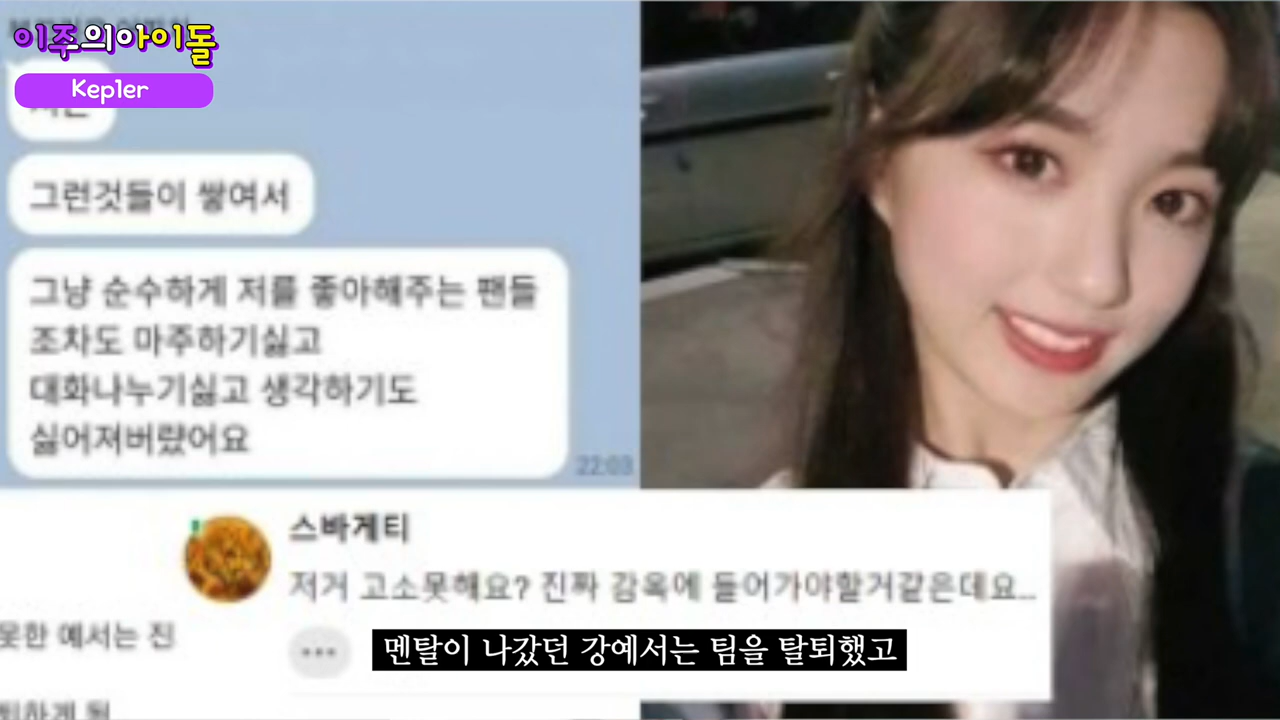 이주의아이돌
Kep1er
그런것들이 쌓여서
그냥 순수하게 저를 좋아해주는 팬들
조차도 마주하기싫고
대화나누기싫고 생각하기도
싫어져버렸어요
22:03
스바게티
저거 고소못해요? 진짜 감옥에 들어가야할거같은데요...
못한 예서는 진
멘탈이 나갔던 강예서는 팀을 탈퇴했고